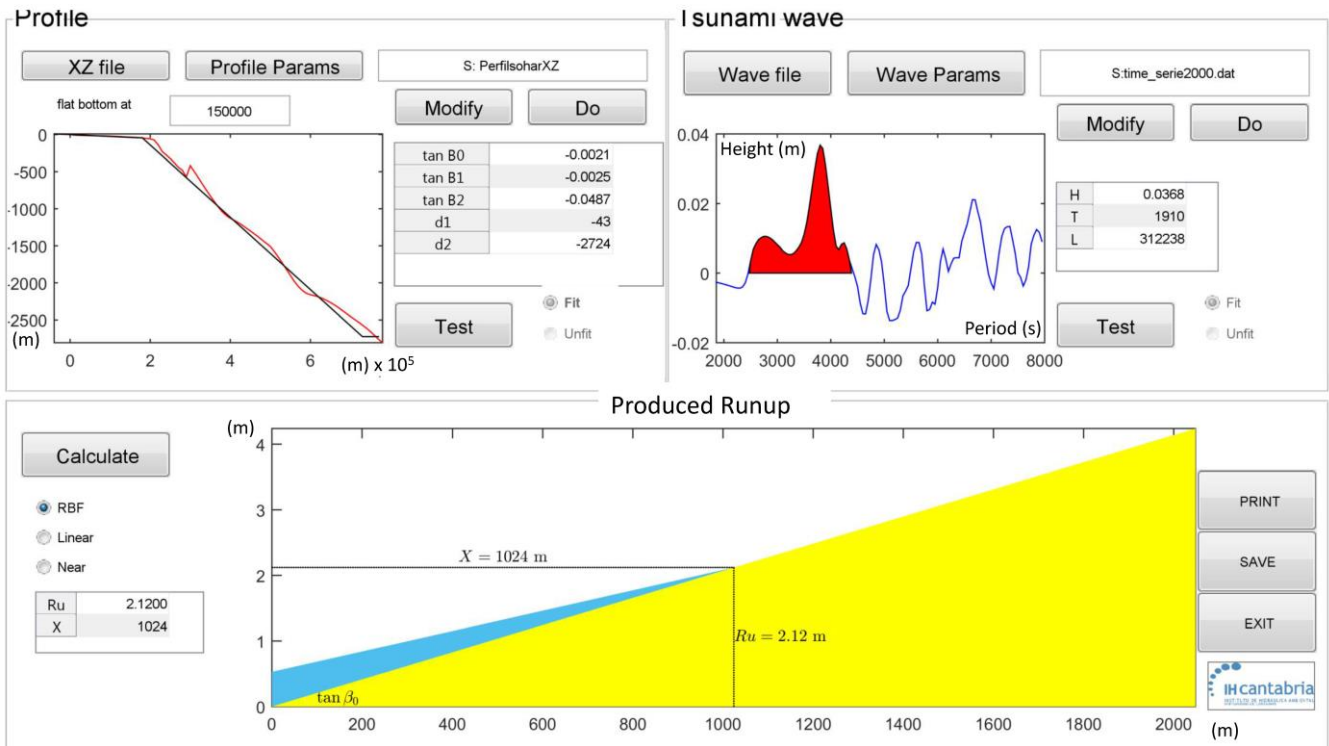 Profile
XZ file
Profile Params
S: PerfilsoharXZ
flat bottom at
150000
Modify
Do
0
-500
-1000
-1500
-2000
-2500
(m)
0 2 4 6 (m) x 10⁵
tan B0 -0.0021
tan B1 -0.0025
tan B2 -0.0487
d1 -43
d2 -2724
Test
Fit
Unfit
Tsunami wave
Wave file
Wave Params
S:time_serie2000.dat
Modify
Do
0.04
0.02
0
-0.02
Height (m)
Period (s)
2000 3000 4000 5000 6000 7000 8000
H 0.0368
T 1910
L 312238
Test
Fit
Unfit
Produced Runup
Calculate
RBF
Linear
Near
Ru 2.1200
X 1024
(m)
4
3
2
1
0
X = 1024 m
Ru = 2.12 m
tan β₀
0 200 400 600 800 1000 1200 1400 1600 1800 2000 (m)
PRINT
SAVE
EXIT
IHcantabria